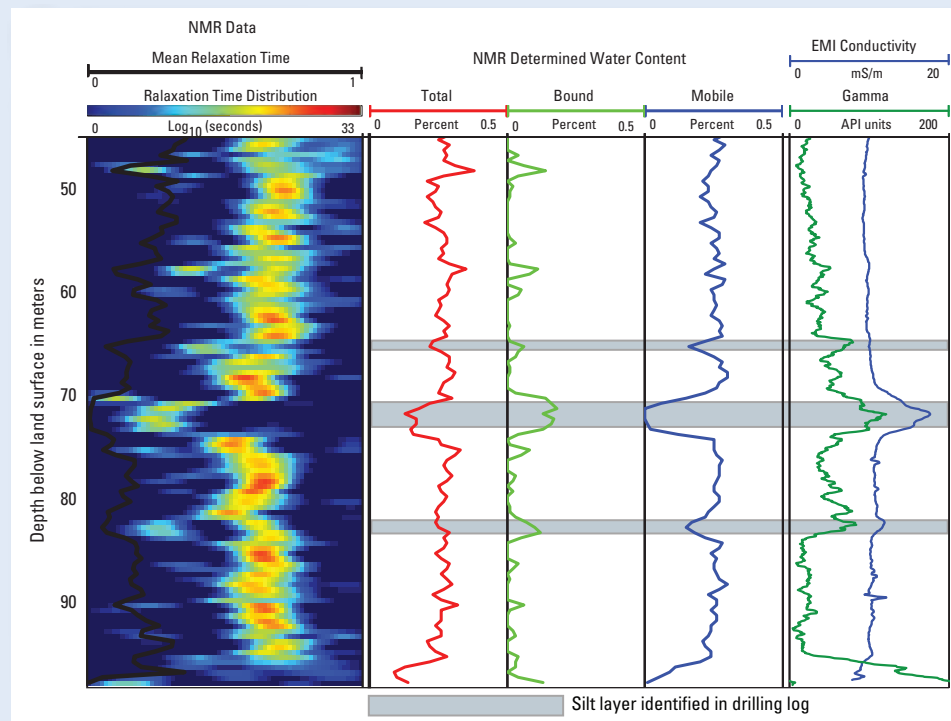 NMR Data
Mean Relaxation Time
0 1
Ralaxation Time Distribution
0 Log10 (seconds) 33
NMR Determined Water Content
Total
0 Percent 0.5
Bound
0 Percent 0.5
Mobile
0 Percent 0.5
EMI Conductivity
0 mS/m 20
Gamma
0 API units 200
Depth below land surface in meters
50
60
70
80
90
Silt layer identified in drilling log